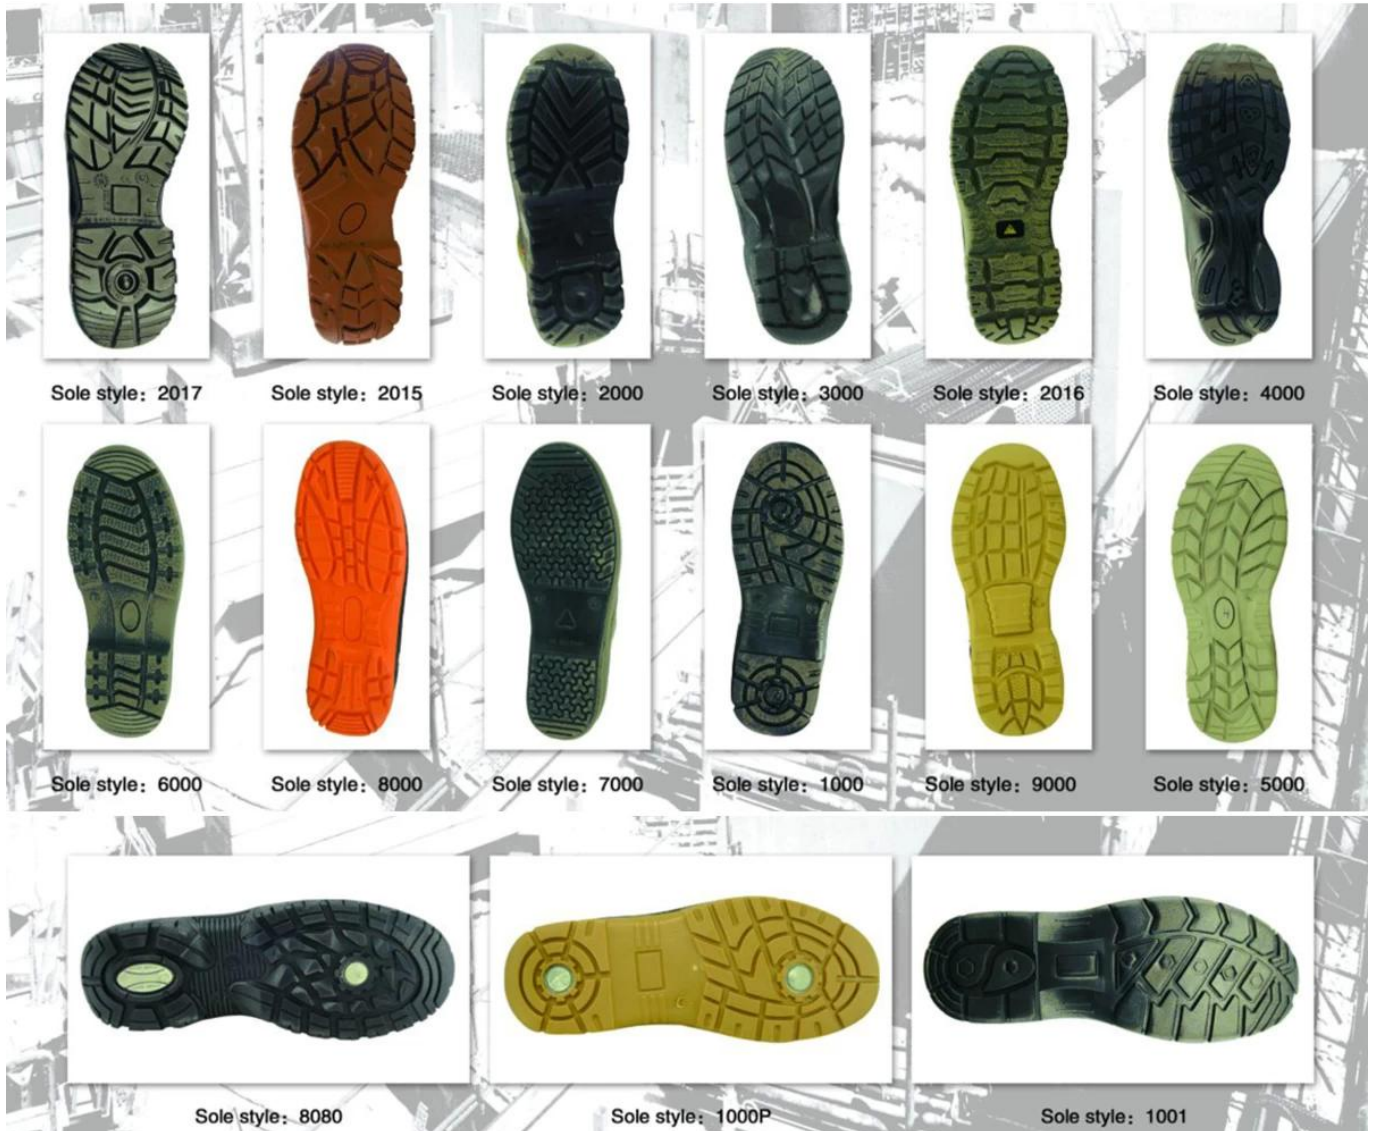 Sole style：2017
Sole style：2015
Sole style：2000
Sole style：3000
Sole style：2016
Sole style：4000
Sole style：6000
Sole style：8000
Sole style：7000
Sole style：1000
Sole style：9000
Sole style：5000
Sole style：8080
Sole style：1000P
Sole style：1001